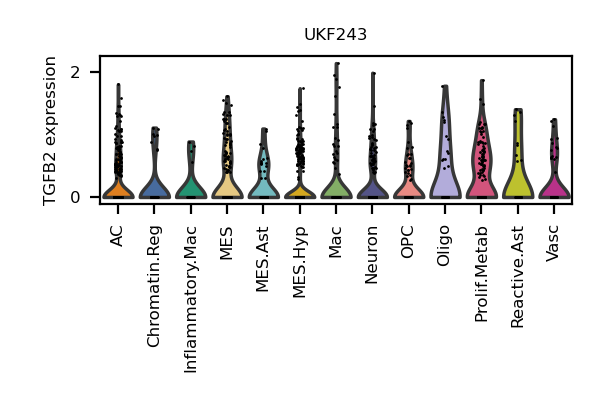 UKF243
TGFB2 expression
2
0
AC
Chromatin.Reg
Inflammatory.Mac
MES
MES.Ast
MES.Hyp
Mac
Neuron
OPC
Oligo
Prolif.Metab
Reactive.Ast
Vasc